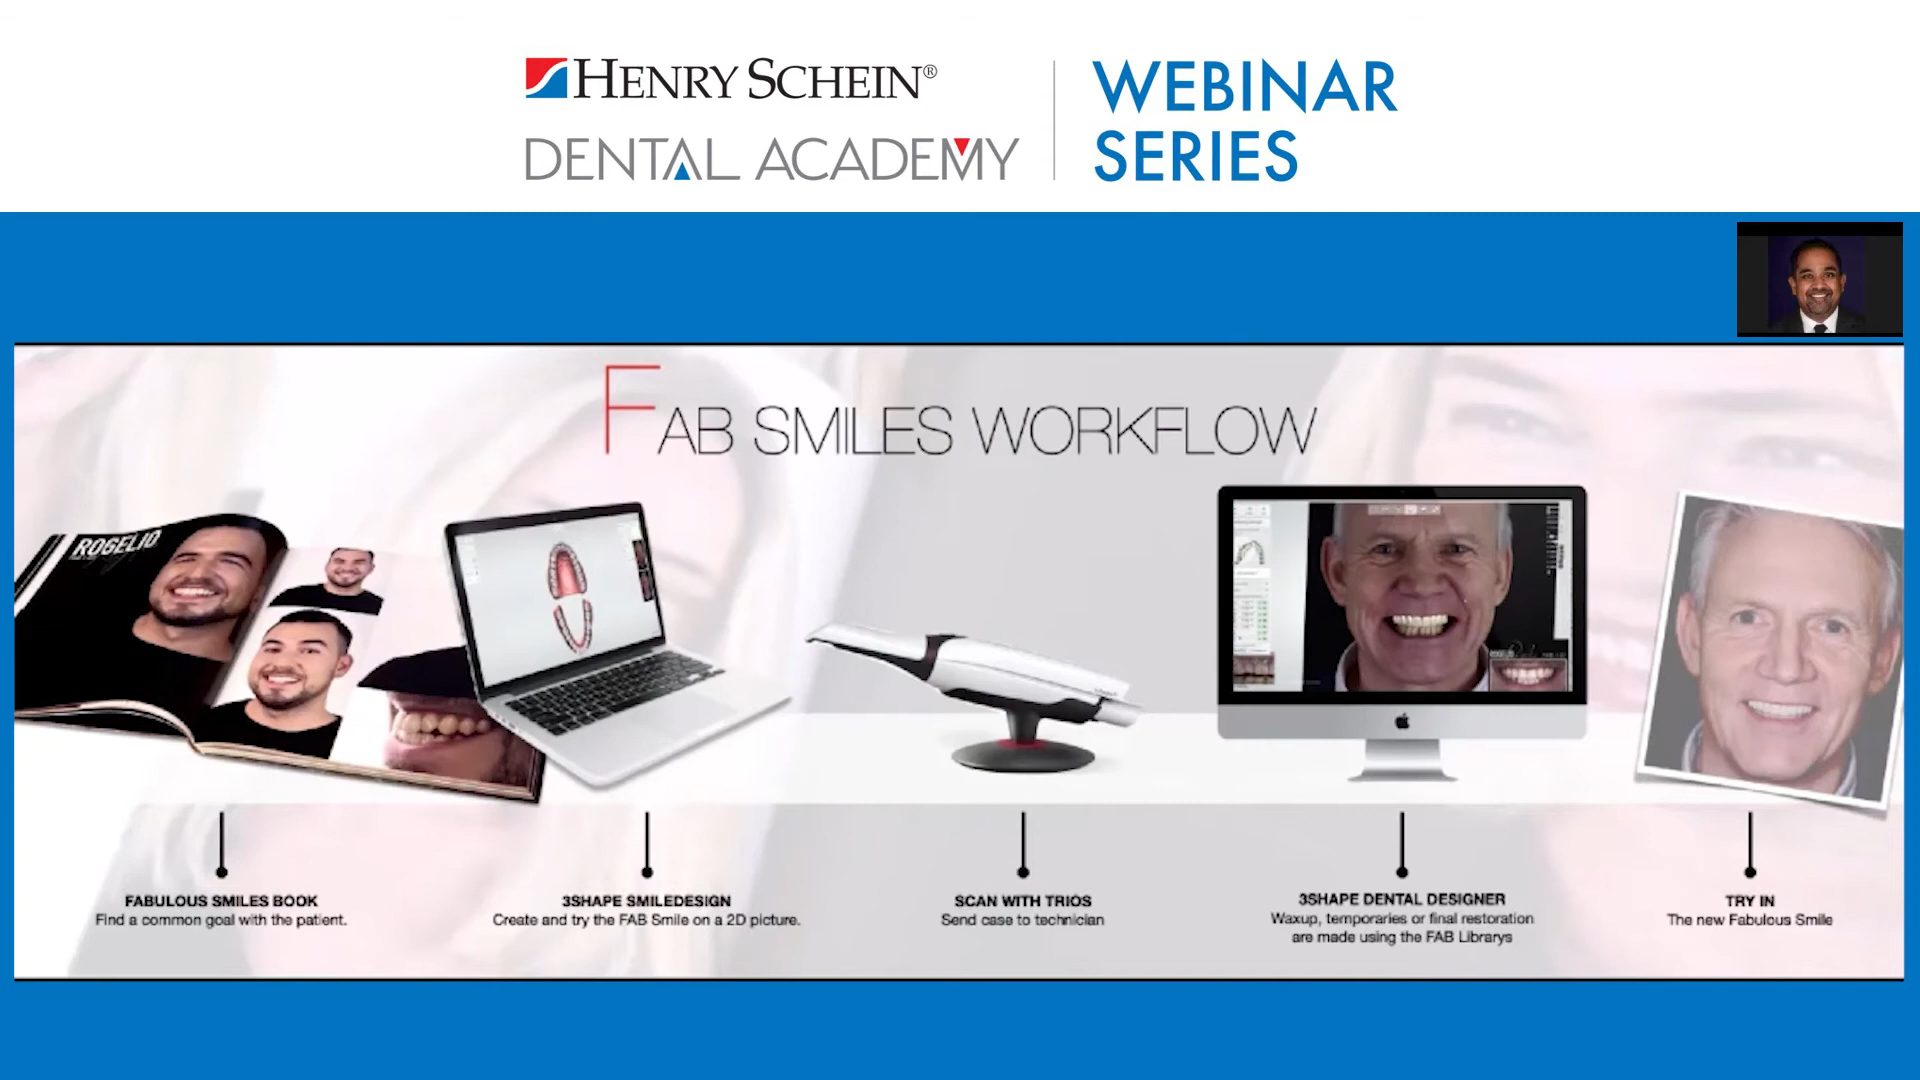 HENRY SCHEIN®
DENTAL ACADEMY
WEBINAR
SERIES
FAB SMILES WORKFLOW
ROGELIO
FABULOUS SMILES BOOK
Find a common goal with the patient.
3SHAPE SMILEDESIGN
Create and try the FAB Smile on a 2D picture.
SCAN WITH TRIOS
Send case to technician
3SHAPE DENTAL DESIGNER
Waxup, temporaries or final restoration
are made using the FAB Librarys
TRY IN
The new Fabulous Smile